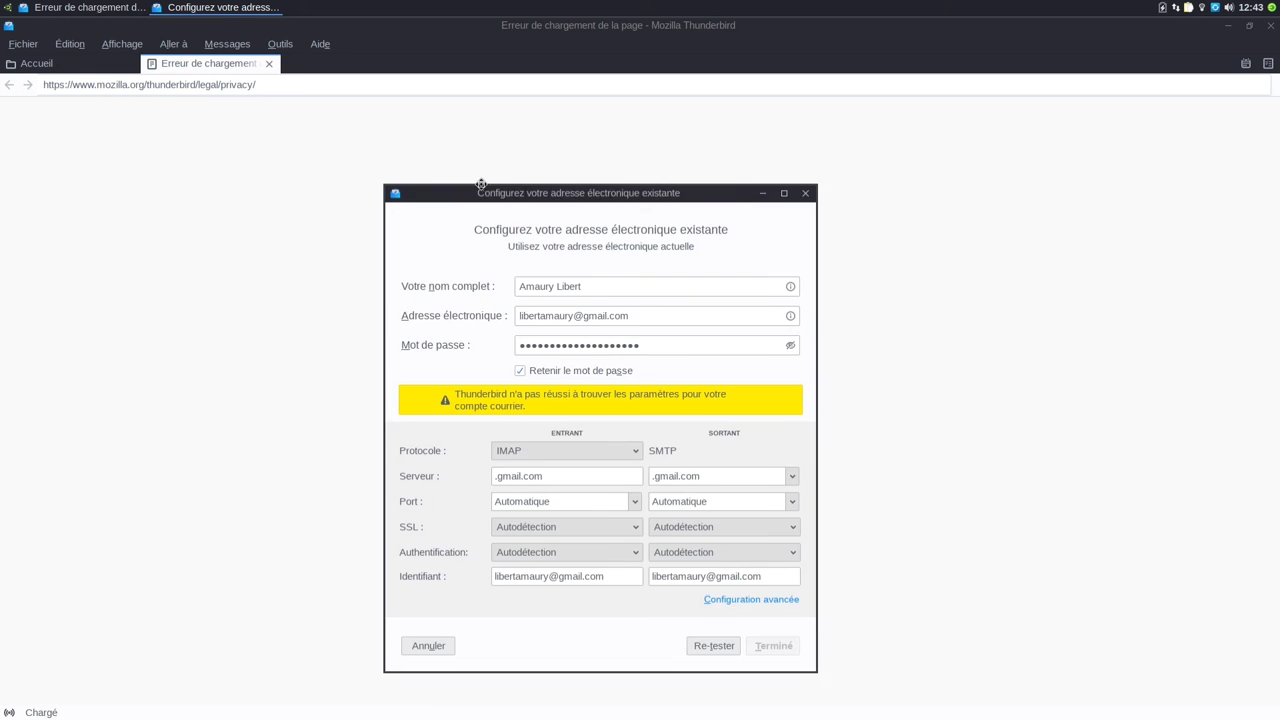 Erreur de chargement d...
Configurez votre adress...
12:43
Erreur de chargement de la page - Mozilla Thunderbird
Fichier Édition Affichage Aller à Messages Outils Aide
Accueil
Erreur de chargement
https://www.mozilla.org/thunderbird/legal/privacy/
Configurez votre adresse électronique existante
Configurez votre adresse électronique existante
Utilisez votre adresse électronique actuelle
Votre nom complet : Amaury Libert
Adresse électronique : libertamaury@gmail.com
Mot de passe : ••••••••••••••••••••
Retenir le mot de passe
Thunderbird n'a pas réussi à trouver les paramètres pour votre
compte courrier.
ENTRANT SORTANT
Protocole : IMAP SMTP
Serveur : .gmail.com .gmail.com
Port : Automatique Automatique
SSL : Autodétection Autodétection
Authentification: Autodétection Autodétection
Identifiant : libertamaury@gmail.com libertamaury@gmail.com
Configuration avancée
Annuler Re-tester Terminé
Chargé